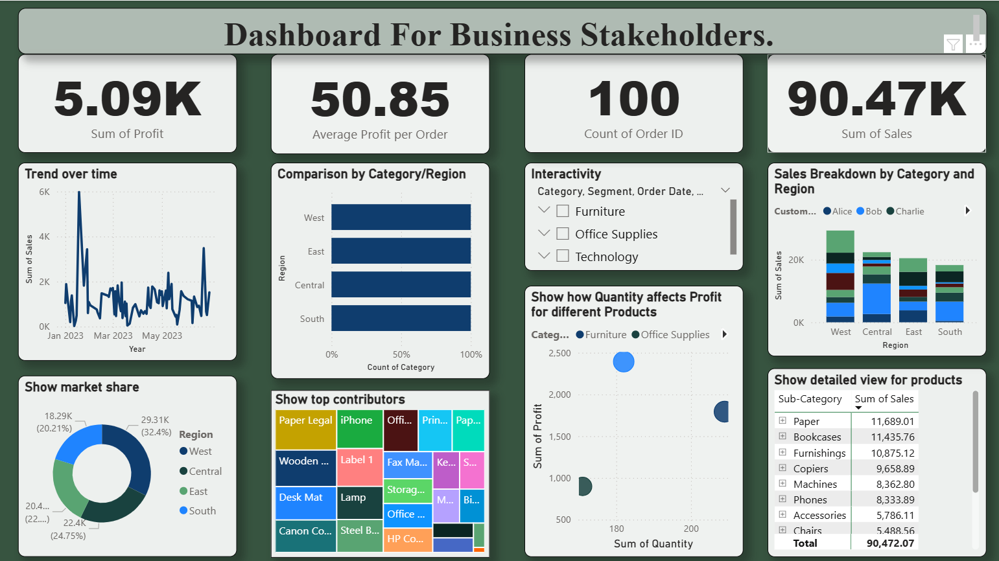 Dashboard For Business Stakeholders.
5.09K
Sum of Profit
50.85
Average Profit per Order
100
Count of Order ID
90.47K
Sum of Sales
Trend over time
6K
4K
2K
0K
Sum of Sales
Jan 2023 Mar 2023 May 2023
Year
Comparison by Category/Region
Region
West
East
Central
South
0% 50% 100%
Count of Category
Interactivity
Category, Segment, Order Date, ...
Furniture
Office Supplies
Technology
Sales Breakdown by Category and
Region
Custom... Alice Bob Charlie
Sum of Sales
20K
0K
West Central East South
Region
Show market share
18.29K
(20.21%)
29.31K
(32.4%)
20.4...
(22....)
22.4K
(24.75%)
Region
West
Central
East
South
Show top contributors
Paper Legal
Wooden ...
Desk Mat
Canon Co...
iPhone
Label 1
Lamp
Steel B...
Offi...
Prin...
Pap...
Fax Ma...
Storag...
Office ...
HP Co...
Ke...
S...
M...
Bi...
Show how Quantity affects Profit
for different Products
Categ... Furniture Office Supplies
Sum of Profit
2,500
2,000
1,500
1,000
500
180 200
Sum of Quantity
Show detailed view for products
Sub-Category Sum of Sales
Paper 11,689.01
Bookcases 11,435.76
Furnishings 10,875.12
Copiers 9,658.89
Machines 8,362.80
Phones 8,333.89
Accessories 5,786.11
Chairs 5,488.56
Total 90,472.07